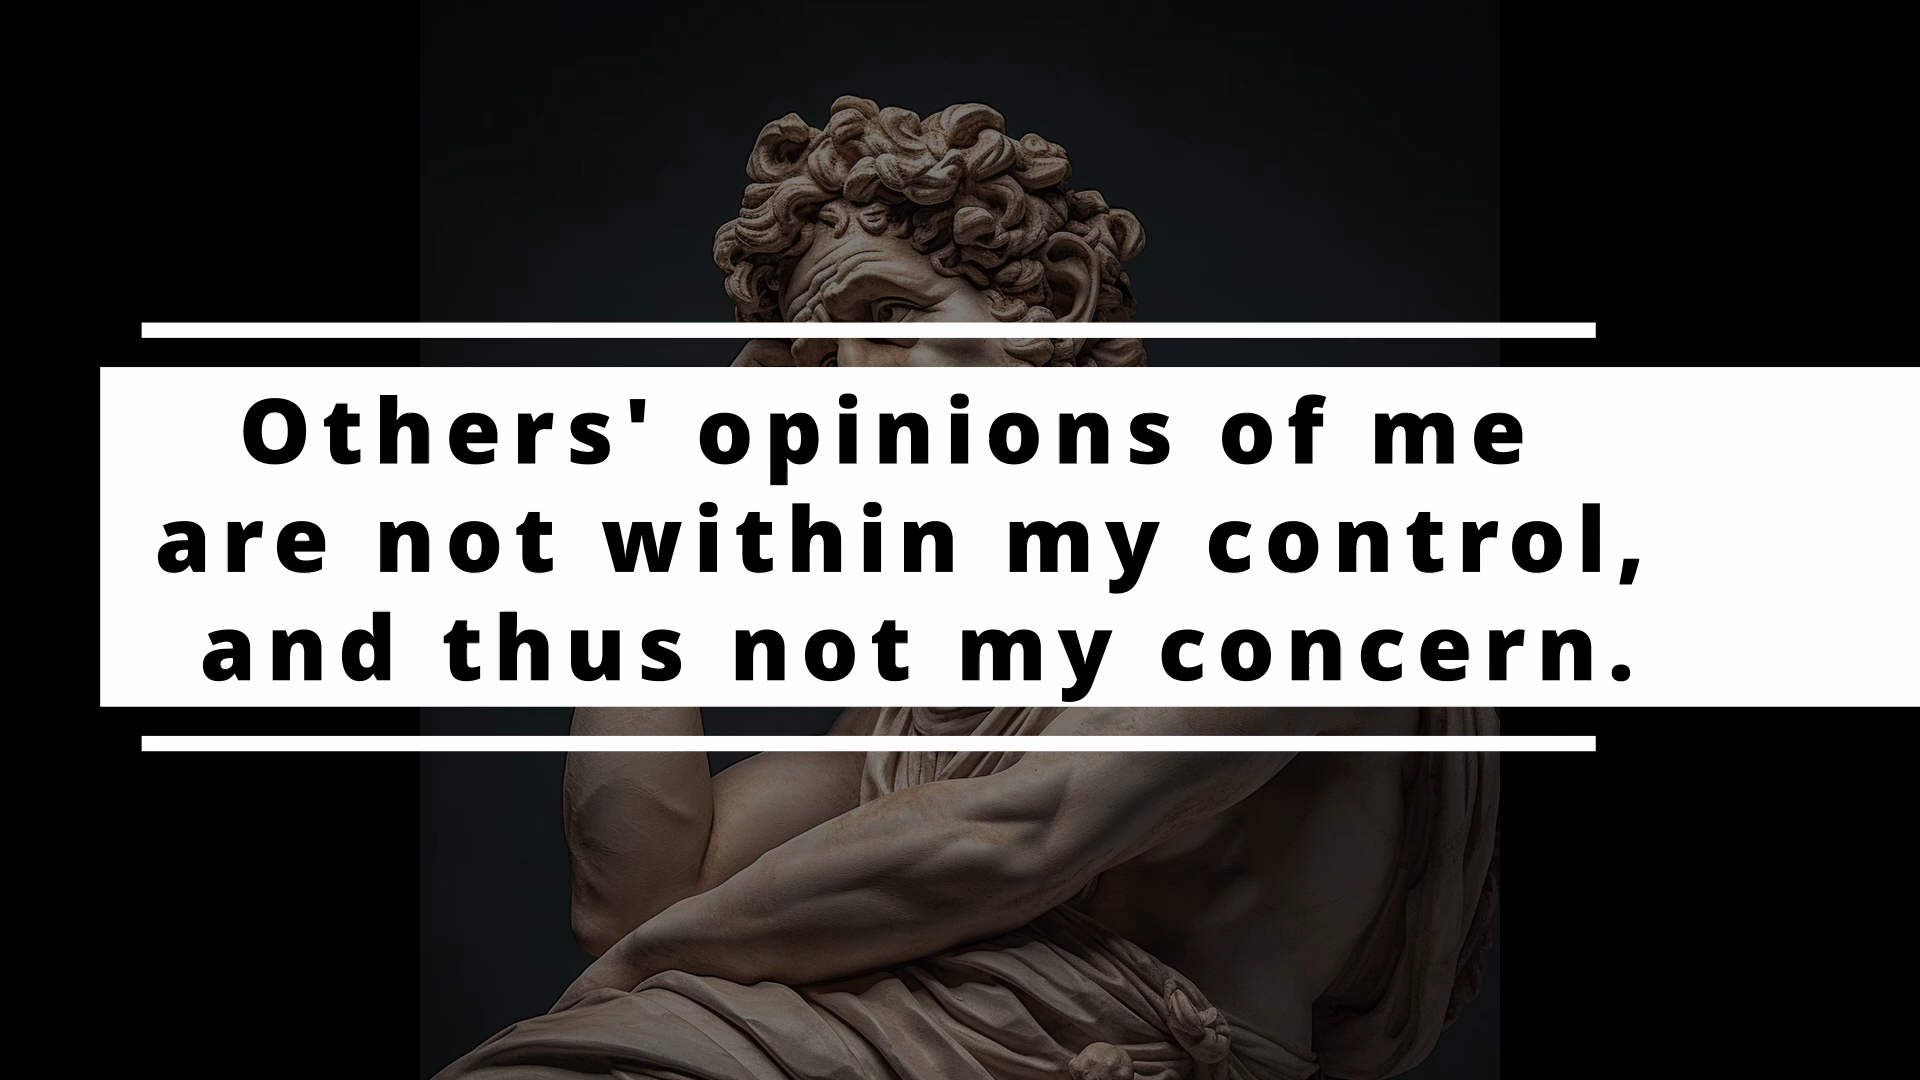 Others' opinions of me
are not within my control,
and thus not my concern.